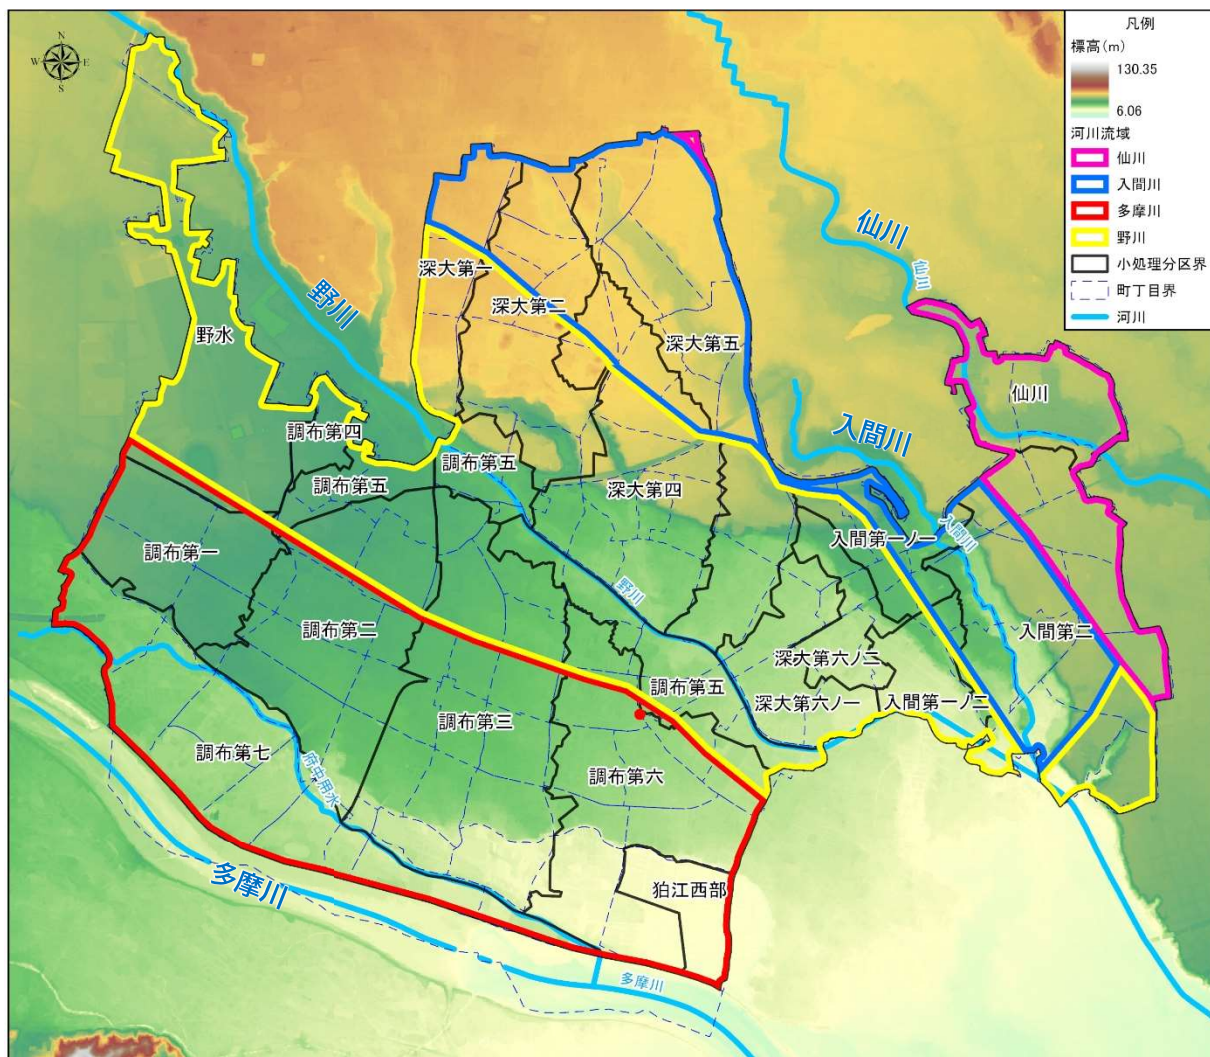 N
W E
S
凡例
標高(m)
130.35
6.06
河川流域
仙川
入間川
多摩川
野川
小処理分区界
町丁目界
河川
仙川
仙川
野川
深大第一
深大第二
深大第五
野水
仙川
入間川
調布第四
調布第五
調布第五
深大第四
入間第一ノ一
入間川
調布第一
野川
調布第二
入間第二
深大第六ノ二
調布第五
深大第六ノ一
入間第一ノ二
調布第三
調布第七
府中用水
調布第六
多摩川
狛江西部
多摩川